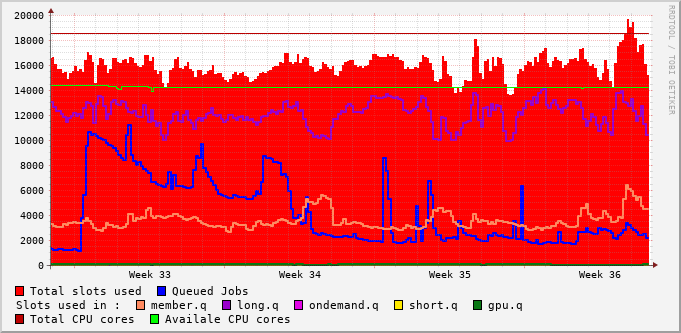 RRDTOOL / TOBI OETIKER
20000
18000
16000
14000
12000
10000
8000
6000
4000
2000
0
Week 33 Week 34 Week 35 Week 36
Total slots used Queued Jobs
Slots used in : member.q long.q ondemand.q short.q gpu.q
Total CPU cores Availale CPU cores